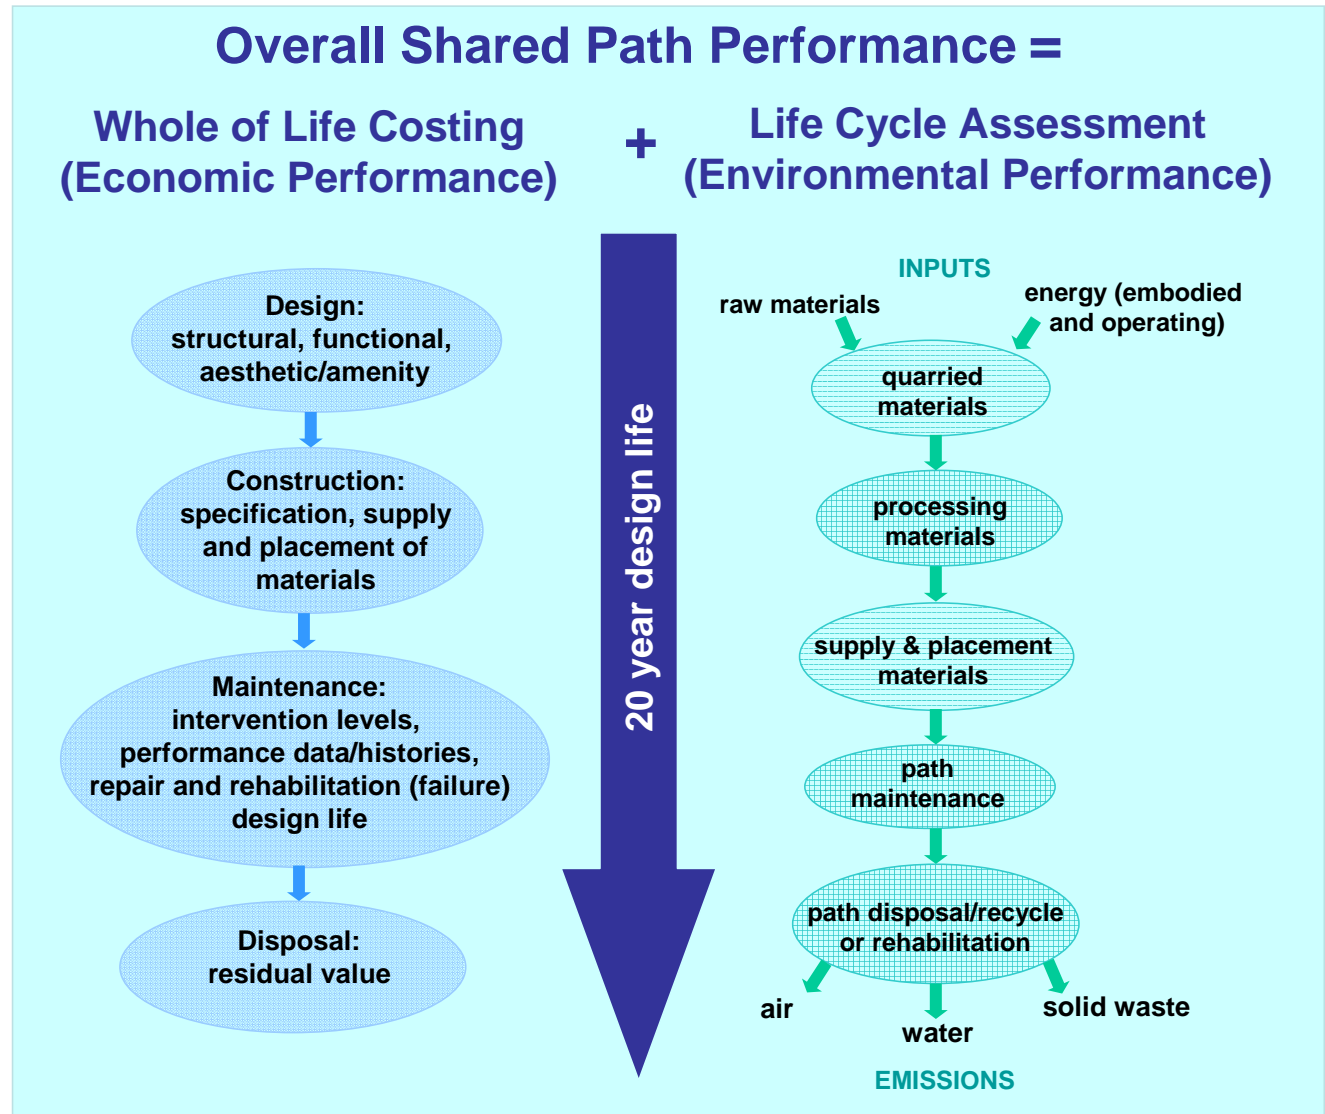 Overall Shared Path Performance =
Whole of Life Costing
(Economic Performance)
+
Life Cycle Assessment
(Environmental Performance)
Design:
structural, functional,
aesthetic/amenity
Construction:
specification, supply
and placement of
materials
Maintenance:
intervention levels,
performance data/histories,
repair and rehabilitation (failure)
design life
Disposal:
residual value
20 year design life
INPUTS
raw materials
energy (embodied
and operating)
quarried
materials
processing
materials
supply & placement
materials
path
maintenance
path disposal/recycle
or rehabilitation
air
water
solid waste
EMISSIONS